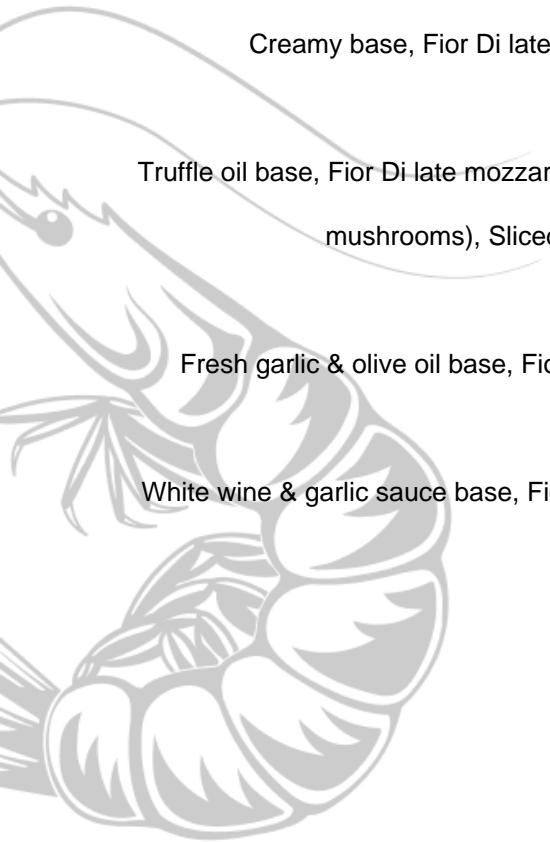 Creamy base, Fior Di late
Truffle oil base, Fior Di late mozzar
mushrooms), Sliced
Fresh garlic & olive oil base, Fio
White wine & garlic sauce base, Fi